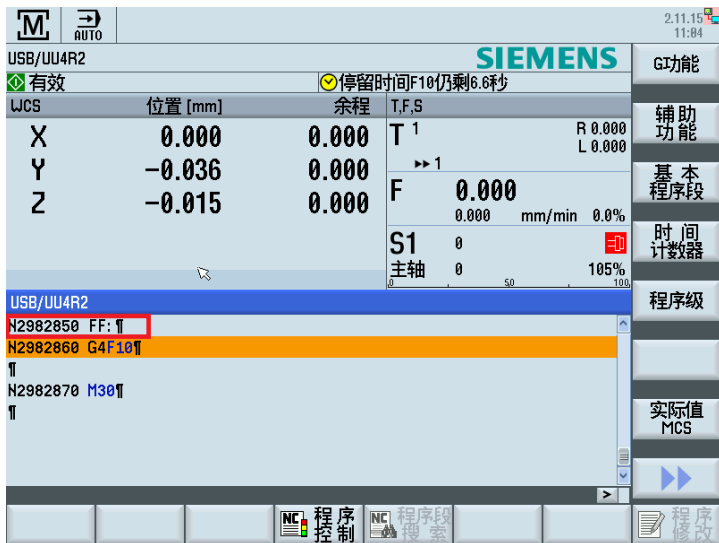 M AUTO 2.11.15
11:04
USB/UU4R2 SIEMENS
有效 停留时间F10仍剩6.6秒
WCS 位置 [mm] 余程 T,F,S
X 0.000 0.000
Y -0.036 0.000
Z -0.015 0.000
T 1 R 0.000
L 0.000
▸▸ 1
F 0.000
0.000 mm/min 0.0%
S1 0
主轴 0 105%
0 50 100
USB/UU4R2
N2982850 FF:¶
N2982860 G4F10¶
¶
N2982870 M30¶
¶
>
G功能
辅助
功能
基本
程序段
时间
计数器
程序级
实际值
MCS
NC 程序
控制
NC 程序段
搜索
程序
修改